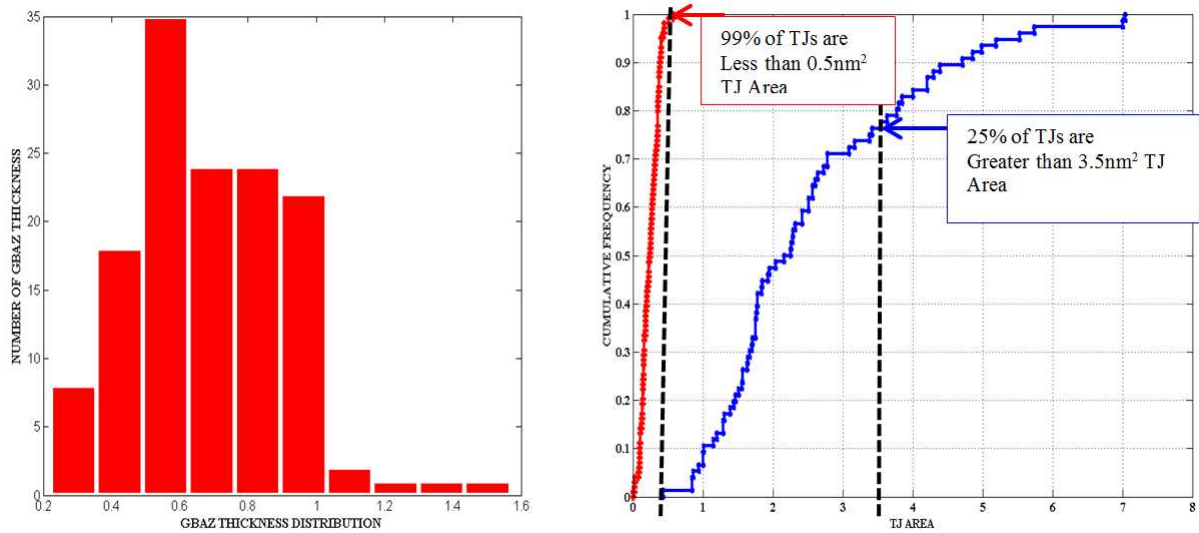 NUMBER OF GBAZ THICKNESS
35
30
25
20
15
10
5
0
0.2 0.4 0.6 0.8 1 1.2 1.4 1.6
GBAZ THICKNESS DISTRIBUTION
CUMULATIVE FREQUENCY
1
0.9
0.8
0.7
0.6
0.5
0.4
0.3
0.2
0.1
0
0 1 2 3 4 5 6 7 8
TJ AREA
99% of TJs are
Less than 0.5nm²
TJ Area
25% of TJs are
Greater than 3.5nm² TJ
Area